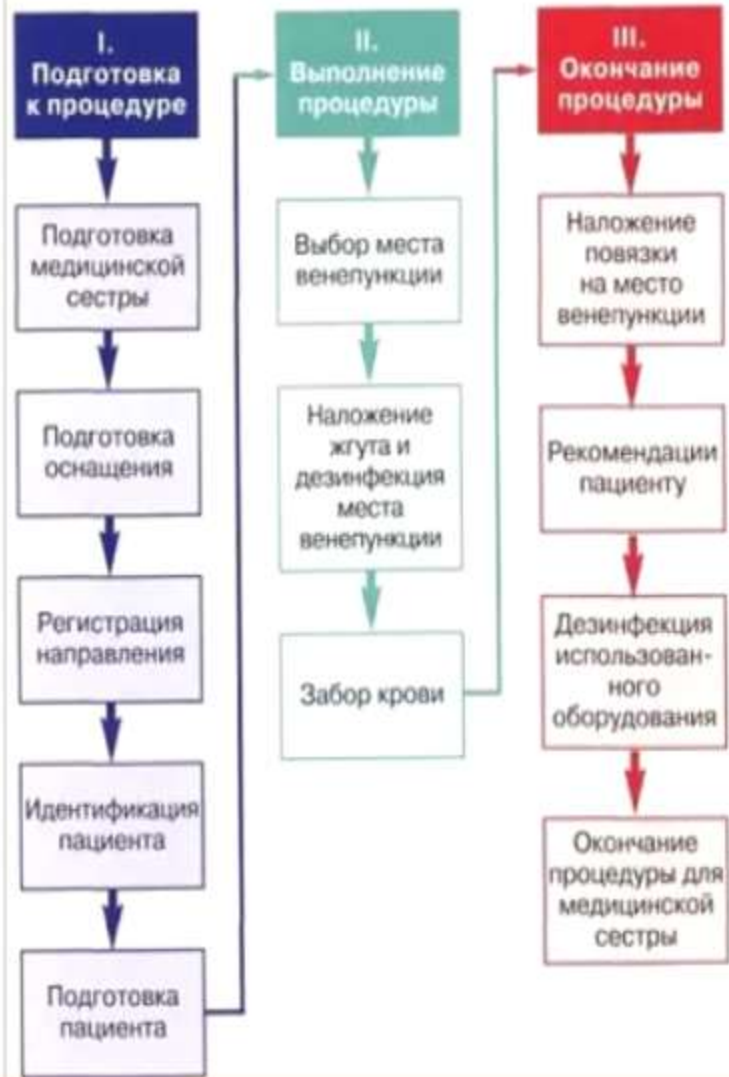 I.
Подготовка
к процедуре
Подготовка
медицинской
сестры
Подготовка
оснащения
Регистрация
направления
Идентификация
пациента
Подготовка
пациента
II.
Выполнение
процедуры
Выбор места
венепункции
Наложение
жгута и
дезинфекция
места
венепункции
Забор крови
III.
Окончание
процедуры
Наложение
повязки
на место
венепункции
Рекомендации
пациенту
Дезинфекция
использован-
ного
оборудования
Окончание
процедуры для
медицинской
сестры